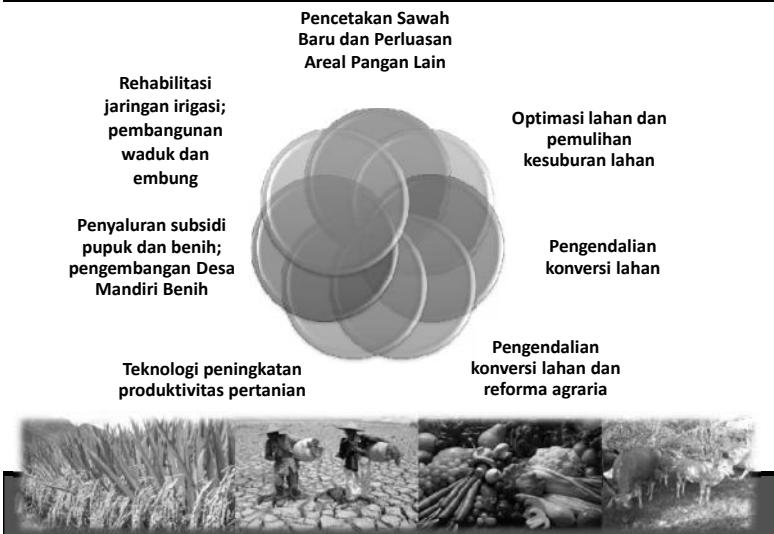 Pencetakan Sawah
Baru dan Perluasan
Areal Pangan Lain
Optimasi lahan dan
pemulihan
kesuburan lahan
Pengendalian
konversi lahan
Pengendalian
konversi lahan dan
reforma agraria
Teknologi peningkatan
produktivitas pertanian
Penyaluran subsidi
pupuk dan benih;
pengembangan Desa
Mandiri Benih
Rehabilitasi
jaringan irigasi;
pembangunan
waduk dan
embung